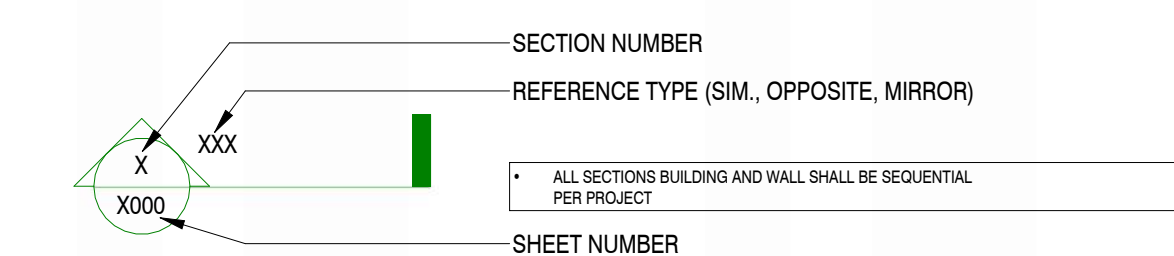 SECTION NUMBER
REFERENCE TYPE (SIM., OPPOSITE, MIRROR)
XXX
X
• ALL SECTIONS BUILDING AND WALL SHALL BE SEQUENTIAL
PER PROJECT
X000
SHEET NUMBER